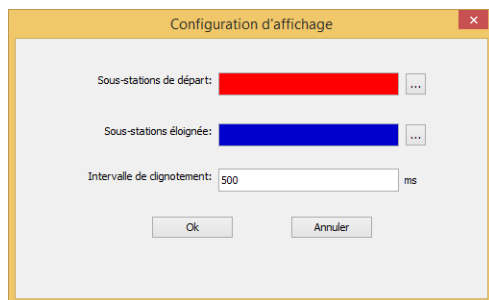 Configuration d'affichage
Sous-stations de départ:
...
Sous-stations éloignée:
...
Intervalle de clignotement: 500 ms
Ok Annuler